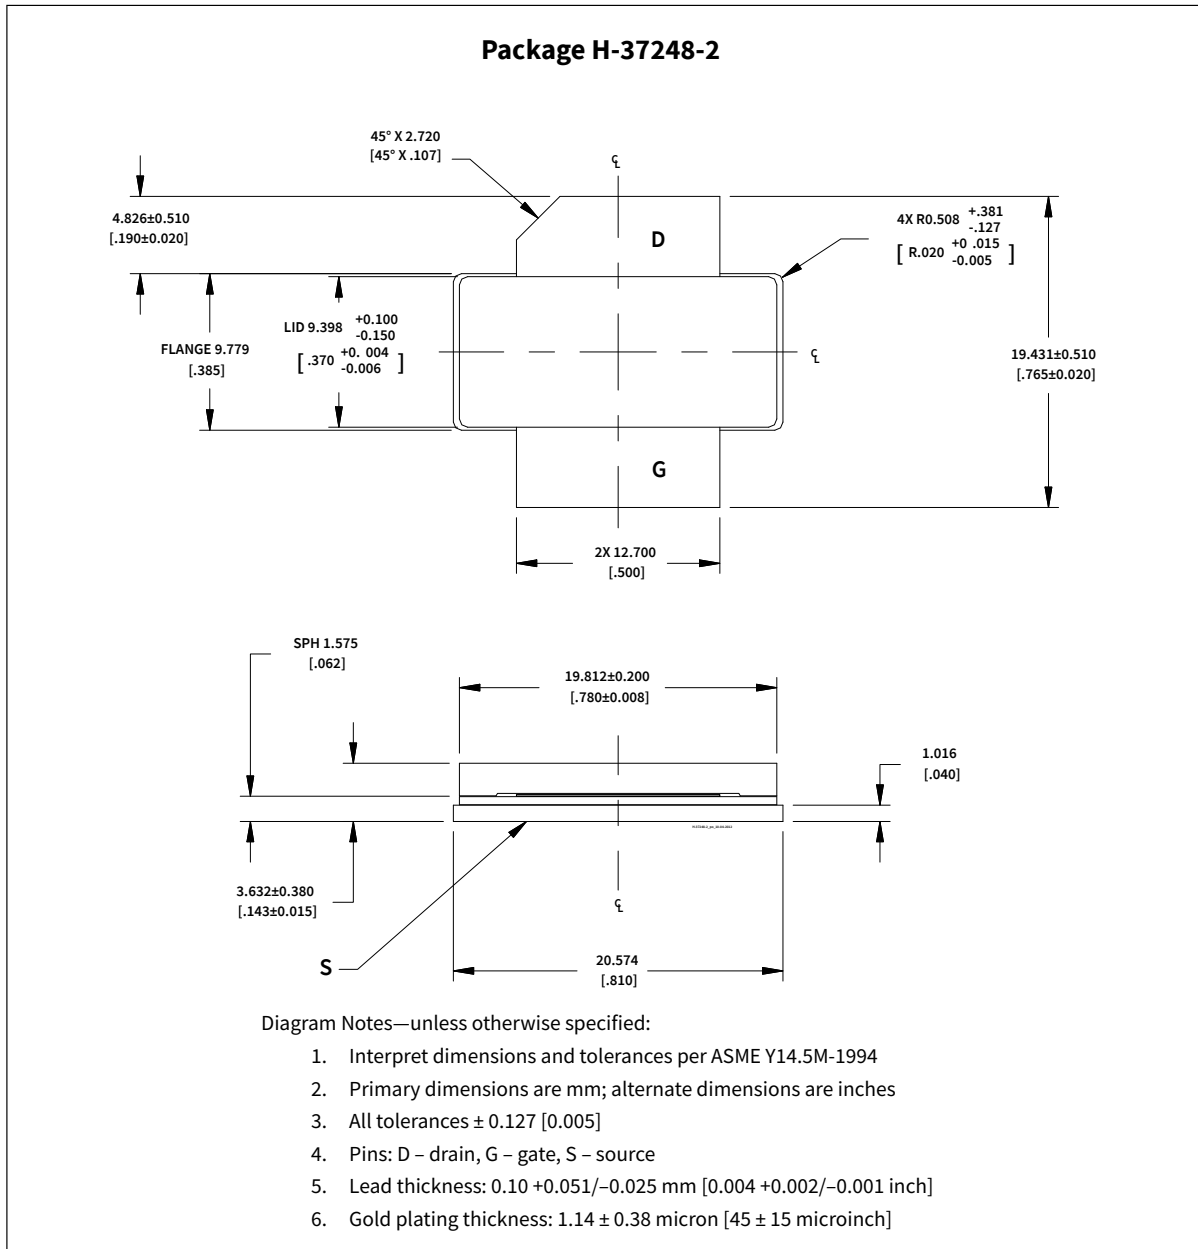 Package H-37248-2
45° X 2.720
[45° X .107]
℄
4.826±0.510
[.190±0.020]
D
4X R0.508 +.381
-.127
[ R.020 +0 .015
-0.005 ]
LID 9.398 +0.100
-0.150
[ .370 +0. 004
-0.006 ]
FLANGE 9.779
[.385]
℄
19.431±0.510
[.765±0.020]
G
2X 12.700
[.500]
SPH 1.575
[.062]
19.812±0.200
[.780±0.008]
1.016
[.040]
3.632±0.380
[.143±0.015]
℄
S
20.574
[.810]
Diagram Notes—unless otherwise specified:
1. Interpret dimensions and tolerances per ASME Y14.5M-1994
2. Primary dimensions are mm; alternate dimensions are inches
3. All tolerances ± 0.127 [0.005]
4. Pins: D – drain, G – gate, S – source
5. Lead thickness: 0.10 +0.051/–0.025 mm [0.004 +0.002/–0.001 inch]
6. Gold plating thickness: 1.14 ± 0.38 micron [45 ± 15 microinch]